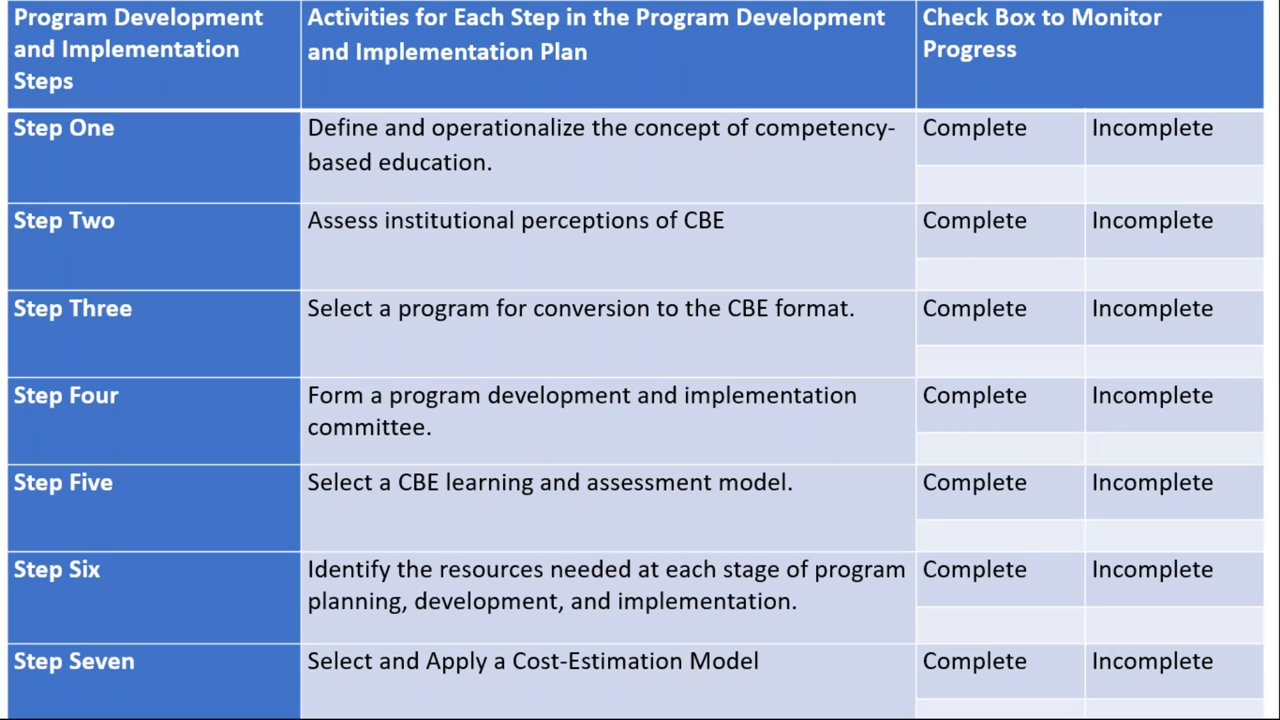 Program Development
and Implementation
Steps
Activities for Each Step in the Program Development
and Implementation Plan
Check Box to Monitor
Progress
Step One
Define and operationalize the concept of competency-
based education.
Complete
Incomplete
Step Two
Assess institutional perceptions of CBE
Complete
Incomplete
Step Three
Select a program for conversion to the CBE format.
Complete
Incomplete
Step Four
Form a program development and implementation
committee.
Complete
Incomplete
Step Five
Select a CBE learning and assessment model.
Complete
Incomplete
Step Six
Identify the resources needed at each stage of program
planning, development, and implementation.
Complete
Incomplete
Step Seven
Select and Apply a Cost-Estimation Model
Complete
Incomplete